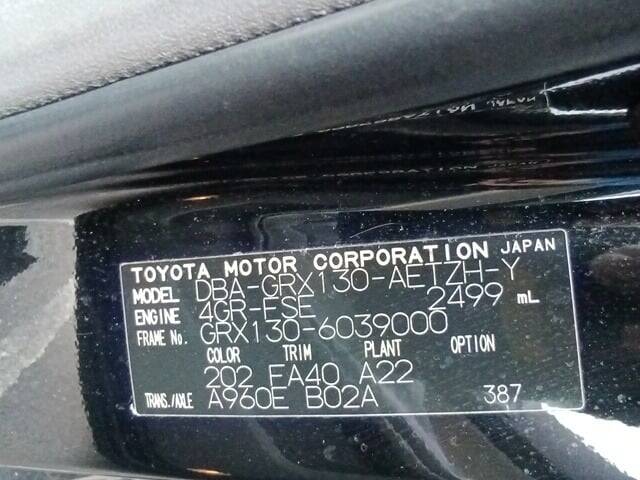 TOYOTA MOTOR CORPORATION JAPAN
MODEL DBA-GRX130-AETZH-Y
ENGINE 4GR-FSE 2499 mL
FRAME No. GRX130-6039000
COLOR TRIM PLANT OPTION
202 FA40 A22
TRANS./AXLE A960E B02A 387